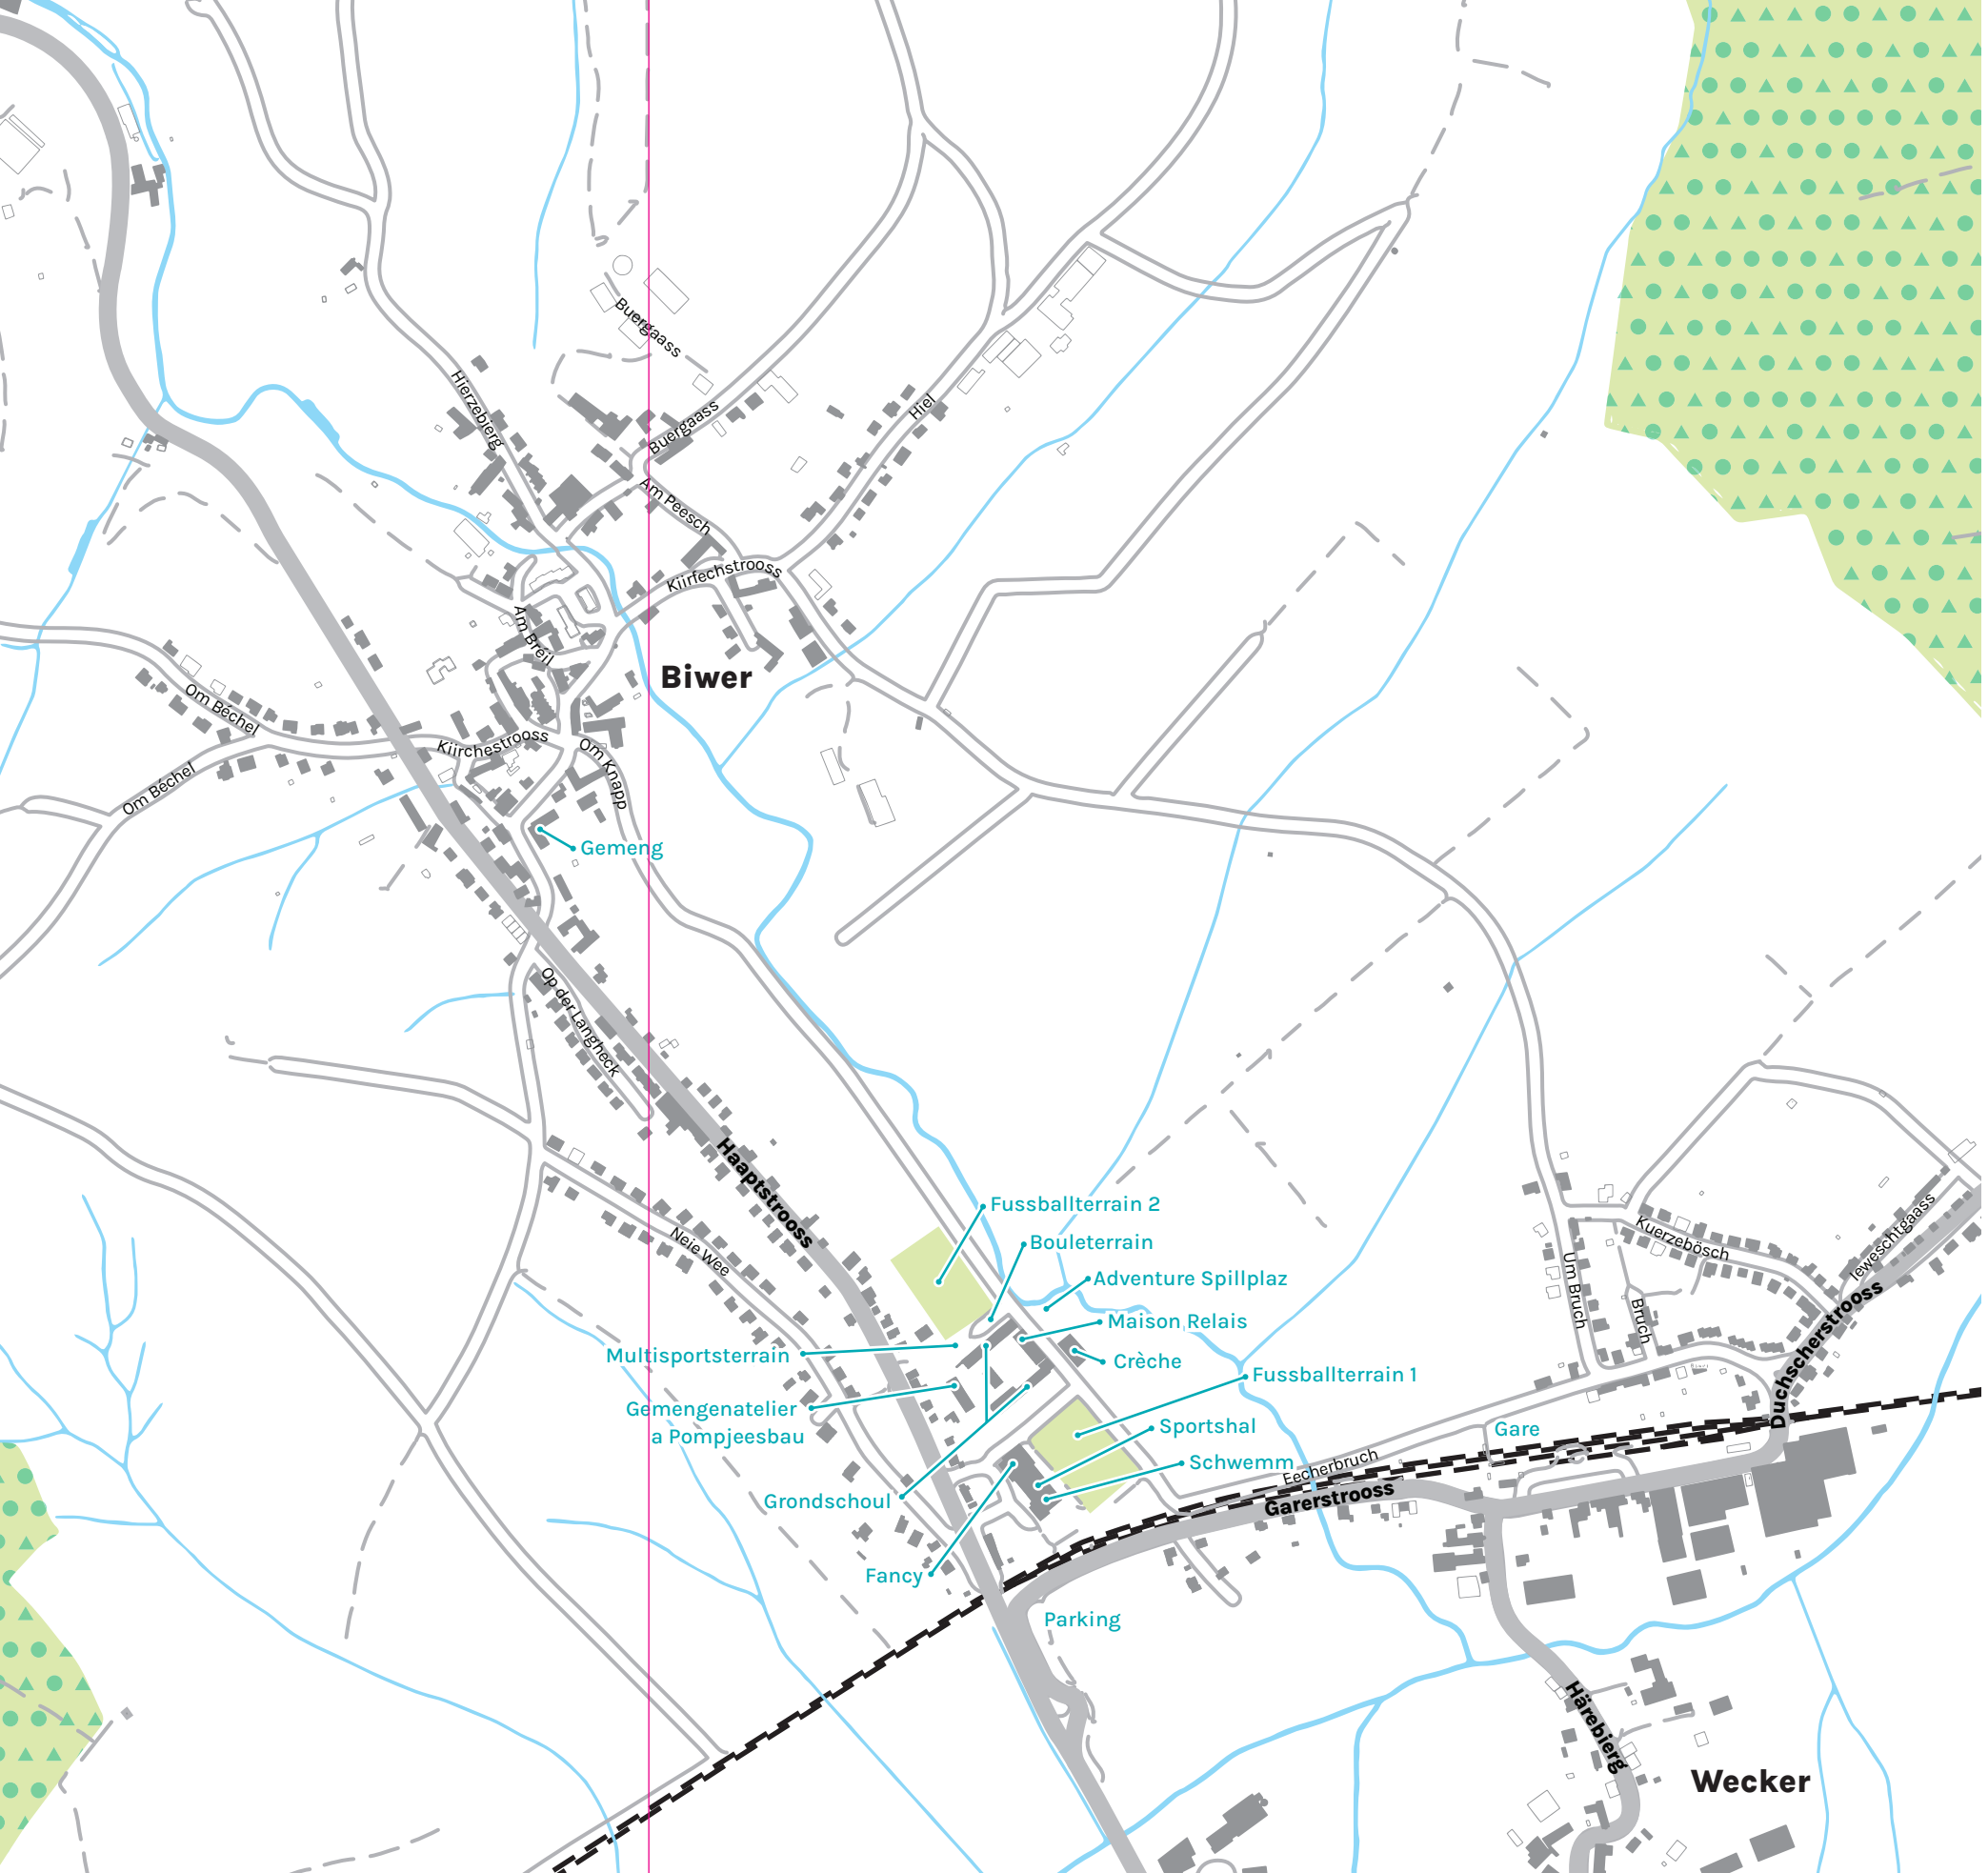 Buergaass
Hierzebierg
Buergaass
Hiel
Am Peesch
Kiirfechstrooss
Am Breil
Biwer
Om Béchel
Kiirchestrooss
Om Knapp
Om Béchel
Gemeng
Op der Langheck
Haaptstrooss
Neie Wee
Fussballterrain 2
Bouleterrain
Adventure Spillplaz
Maison Relais
Multisportsterrain
Crèche
Fussballterrain 1
Gemengenatelier
a Pompjeesbau
Sportshal
Schwemm
Grondschoul
Fancy
Parking
Eecherbruch
Garerstrooss
Gare
Um Bruch
Bruch
Kuerzebösch
Ieweschtgaass
Duchscherstrooss
Härebierg
Wecker